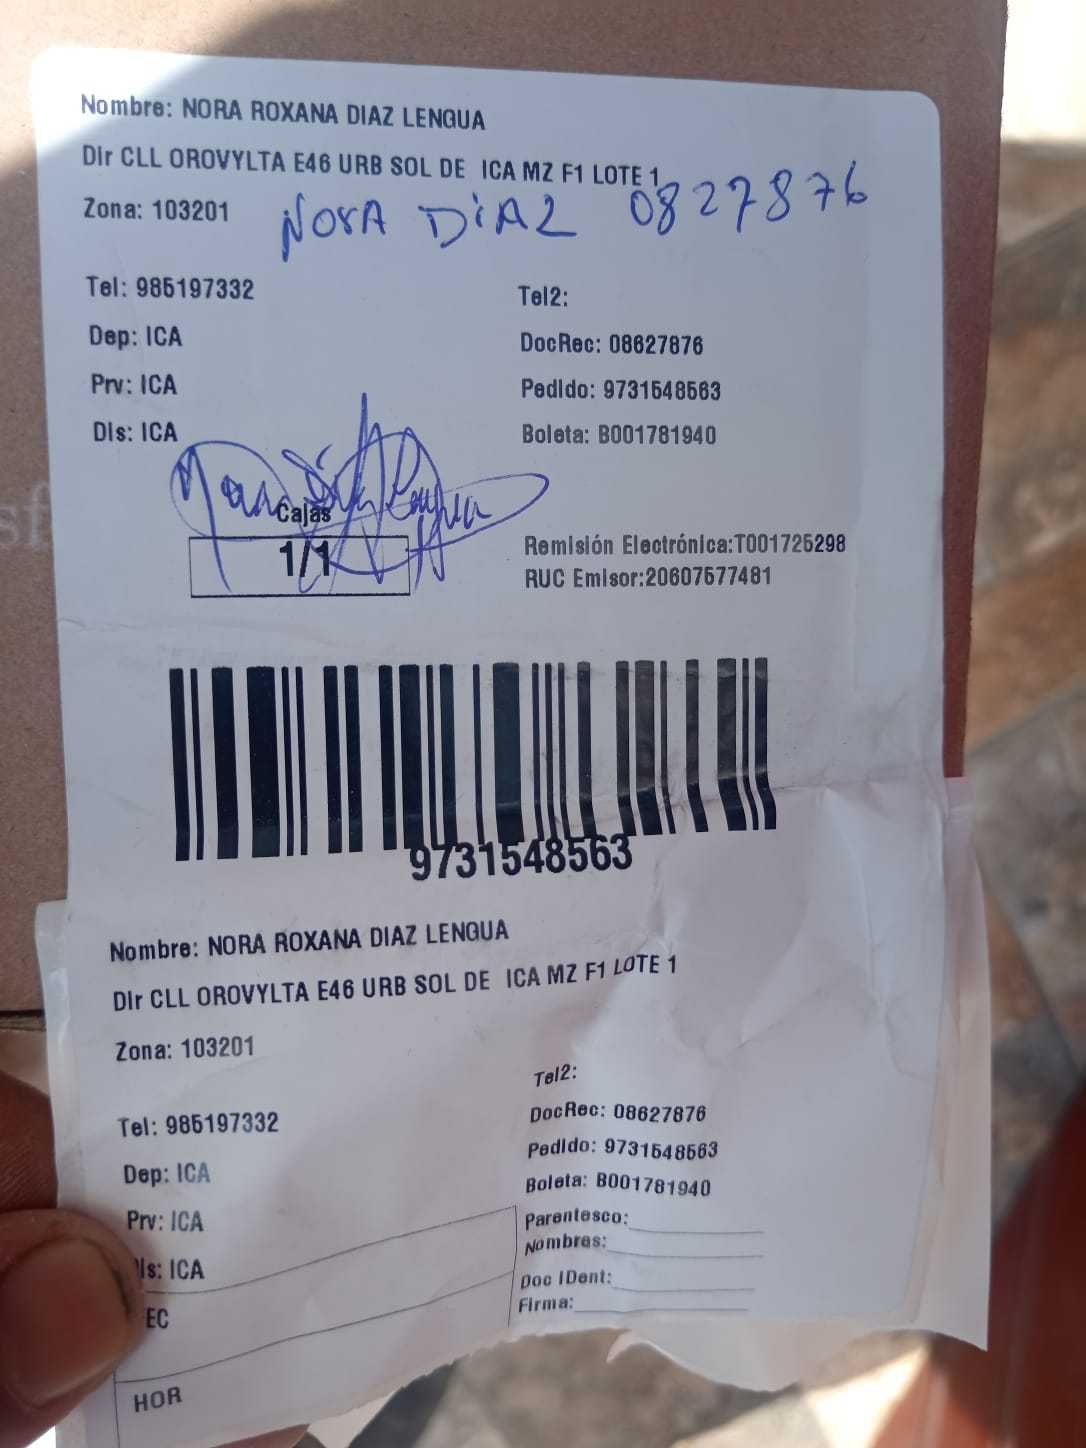 Nombre: NORA ROXANA DIAZ LENGUA
Dir CLL OROVYLTA E46 URB SOL DE ICA MZ F1 LOTE 1
Zona: 103201
NORA DiAZ 0827876
Tel: 985197332
Tel2:
Dep: ICA
DocRec: 08627876
Prv: ICA
Pedido: 9731548563
Dis: ICA
Boleta: B001781940
Cajas
1/1
Remisión Electrónica:T001725298
RUC Emisor:20607577481
9731548563
Nombre: NORA ROXANA DIAZ LENGUA
Dir CLL OROVYLTA E46 URB SOL DE ICA MZ F1 LOTE 1
Zona: 103201
Tel2:
Tel: 985197332
DocRec: 08627876
Dep: ICA
Pedido: 9731548563
Boleta: B001781940
Prv: ICA
Parentesco:
Nombres:
Is: ICA
Doc IDent:
EC
Firma:
HOR